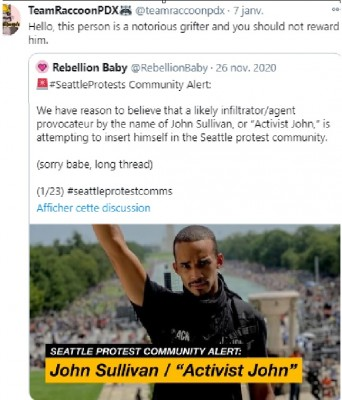 TeamRaccoonPDX🦝 @teamraccoonpdx · 7 janv.
Hello, this person is a notorious grifter and you should not reward
him.
Rebellion Baby @RebellionBaby · 26 nov. 2020
🚨#SeattleProtests Community Alert:
We have reason to believe that a likely infiltrator/agent
provocateur by the name of John Sullivan, or “Activist John,” is
attempting to insert himself in the Seattle protest community.
(sorry babe, long thread)
(1/23) #seattleprotestcomms
Afficher cette discussion
SEATTLE PROTEST COMMUNITY ALERT:
John Sullivan / “Activist John”